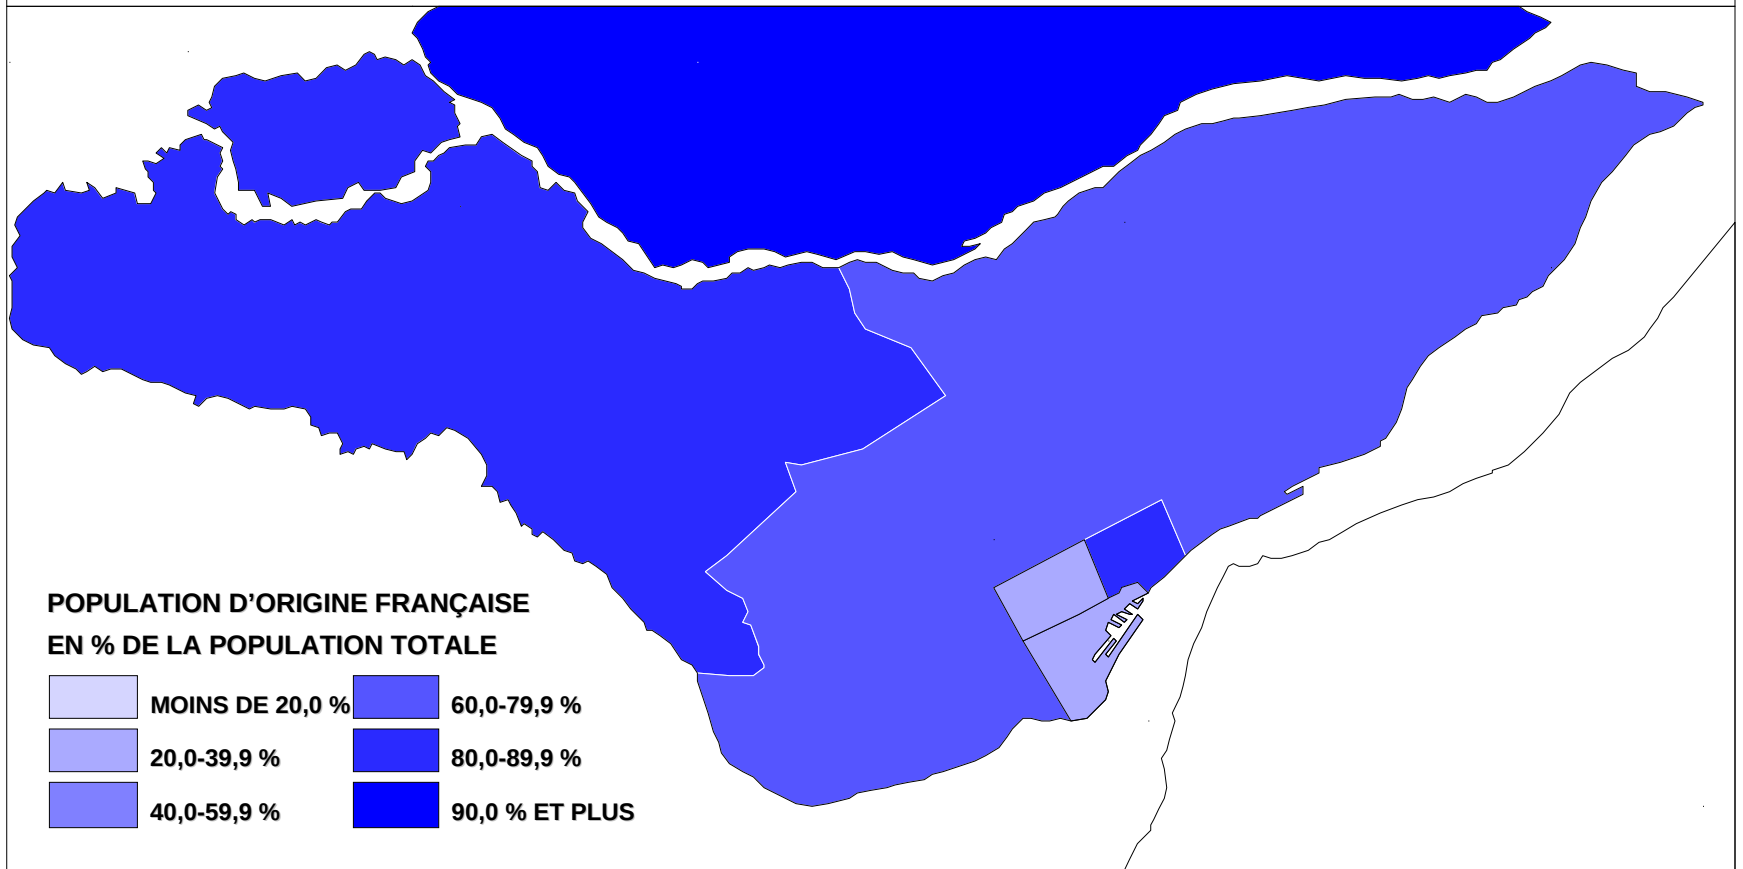 POPULATION D’ORIGINE FRANÇAISE
EN % DE LA POPULATION TOTALE
MOINS DE 20,0 %
20,0-39,9 %
40,0-59,9 %
60,0-79,9 %
80,0-89,9 %
90,0 % ET PLUS